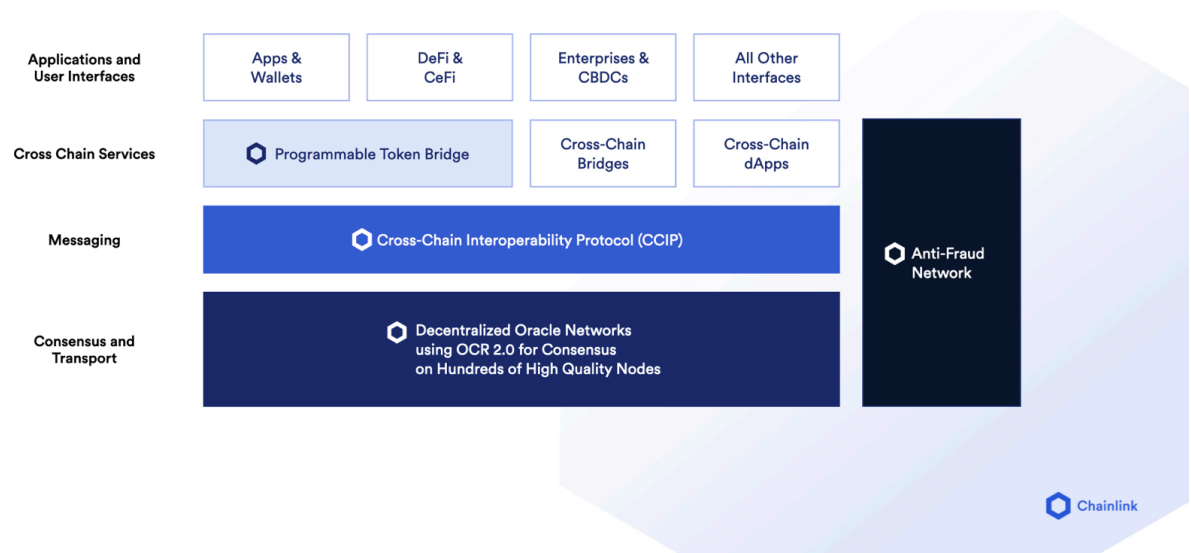 Applications and
User Interfaces
Apps &
Wallets
DeFi &
CeFi
Enterprises &
CBDCs
All Other
Interfaces
Cross Chain Services
Programmable Token Bridge
Cross-Chain
Bridges
Cross-Chain
dApps
Messaging
Cross-Chain Interoperability Protocol (CCIP)
Anti-Fraud
Network
Consensus and
Transport
Decentralized Oracle Networks
using OCR 2.0 for Consensus
on Hundreds of High Quality Nodes
Chainlink